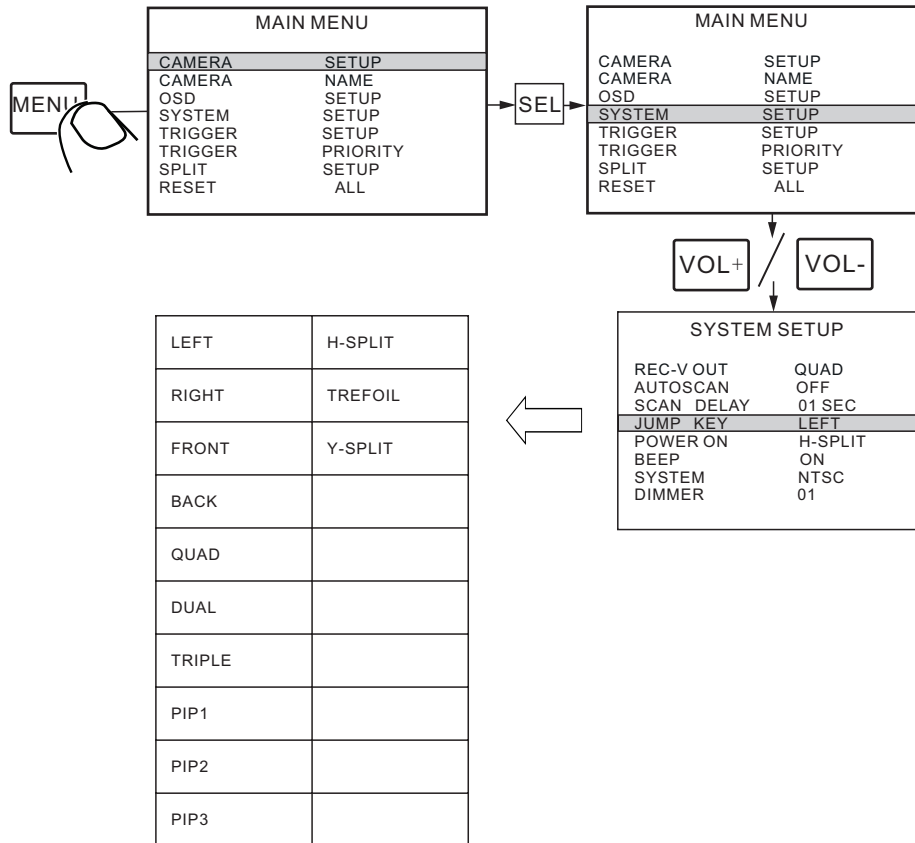 MENU
MAIN MENU
CAMERA SETUP
CAMERA NAME
OSD SETUP
SYSTEM SETUP
TRIGGER SETUP
TRIGGER PRIORITY
SPLIT SETUP
RESET ALL
SEL
MAIN MENU
CAMERA SETUP
CAMERA NAME
OSD SETUP
SYSTEM SETUP
TRIGGER SETUP
TRIGGER PRIORITY
SPLIT SETUP
RESET ALL
VOL+ VOL-
SYSTEM SETUP
REC-V OUT QUAD
AUTOSCAN OFF
SCAN DELAY 01 SEC
JUMP KEY LEFT
POWER ON H-SPLIT
BEEP ON
SYSTEM NTSC
DIMMER 01
LEFT H-SPLIT
RIGHT TREFOIL
FRONT Y-SPLIT
BACK
QUAD
DUAL
TRIPLE
PIP1
PIP2
PIP3